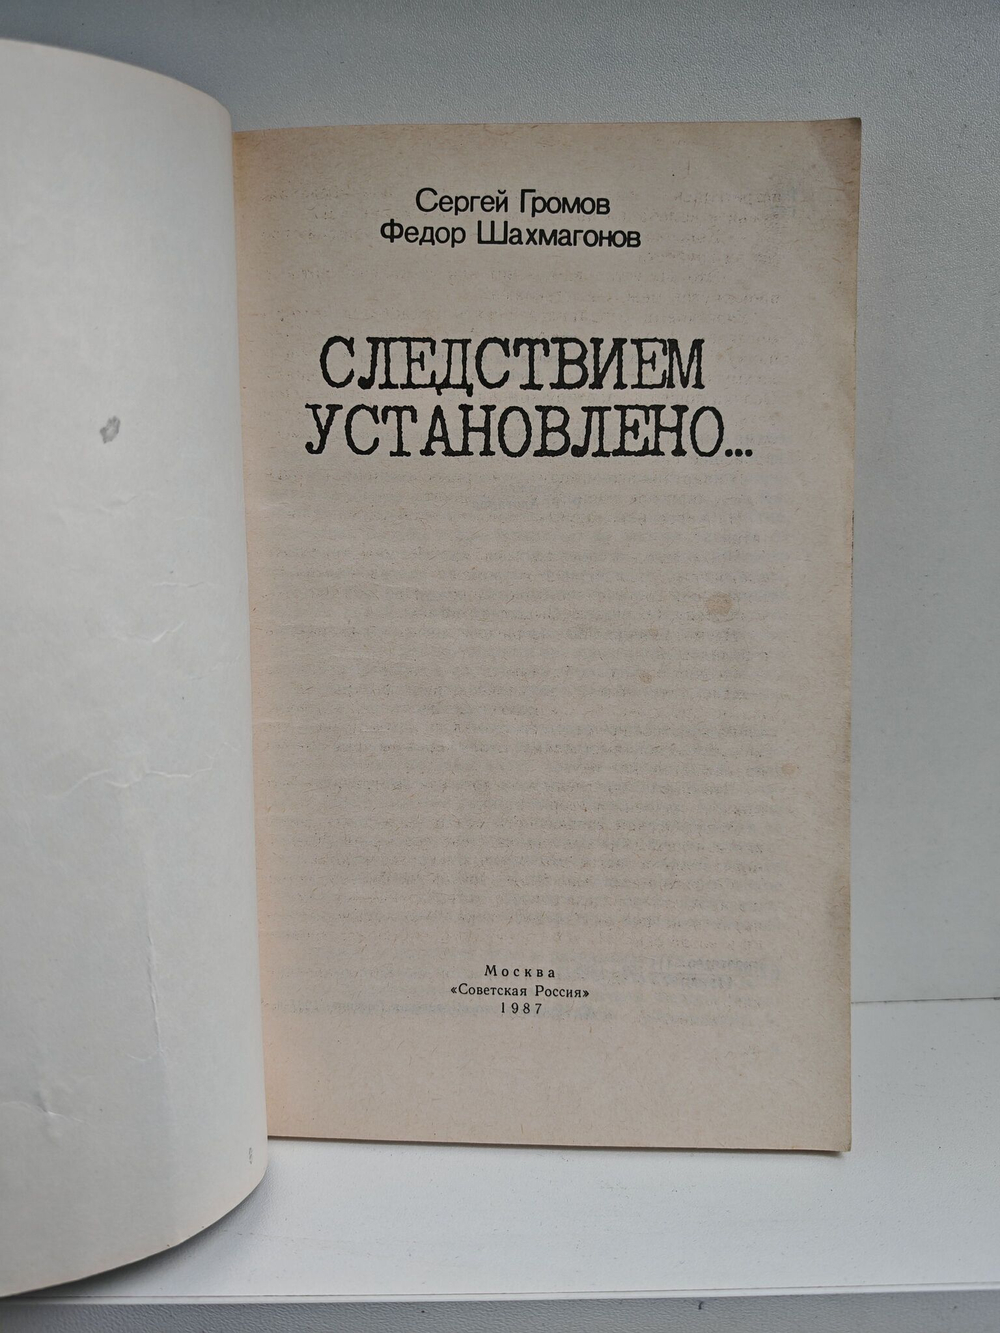 Сергей Громов
Федор Шахмагонов
СЛЕДСТВИЕМ
УСТАНОВЛЕНО...
Москва
«Советская Россия»
1987